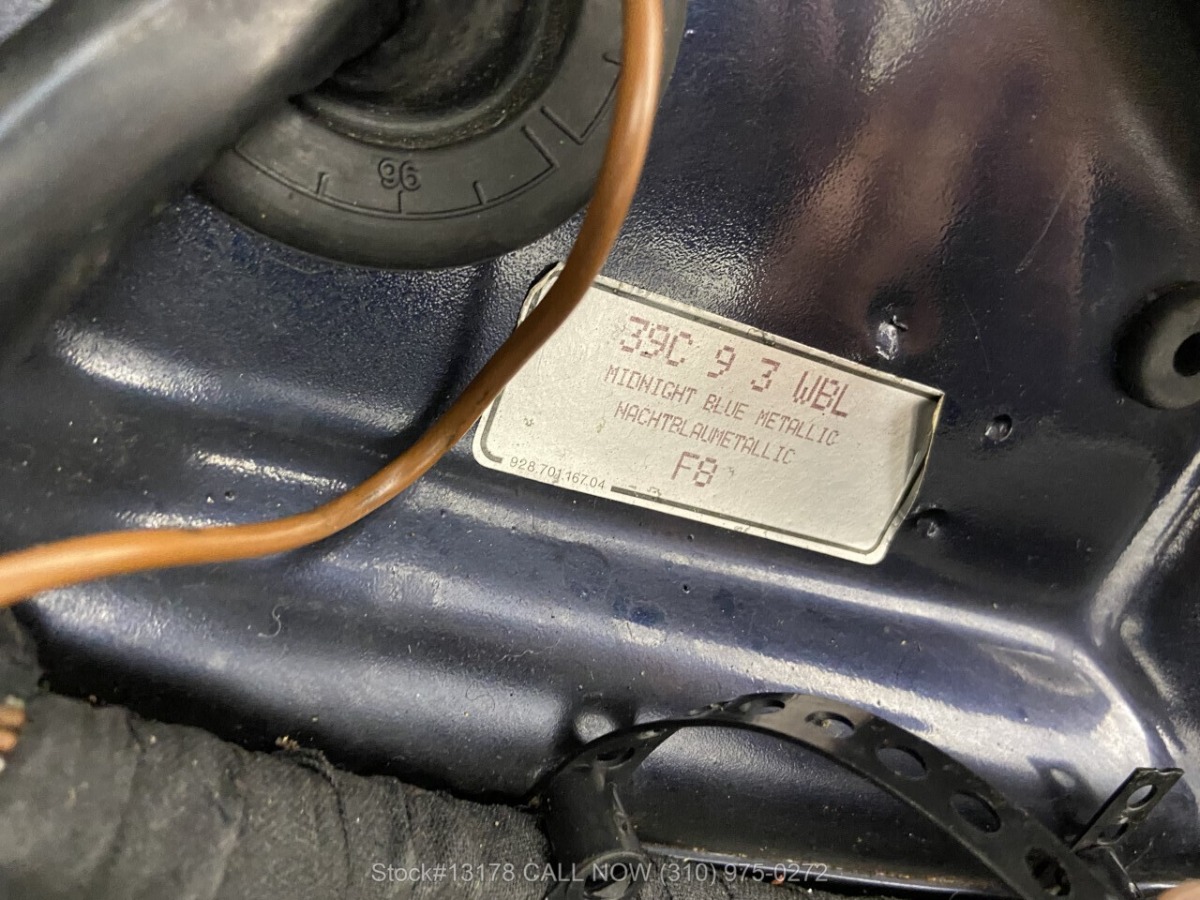 96
39C 9 3 WBL
MIDNIGHT BLUE METALLIC
NACHTBLAUMETALLIC
F8
928.701.167.04
Stock#13178 CALL NOW (310) 975-0272